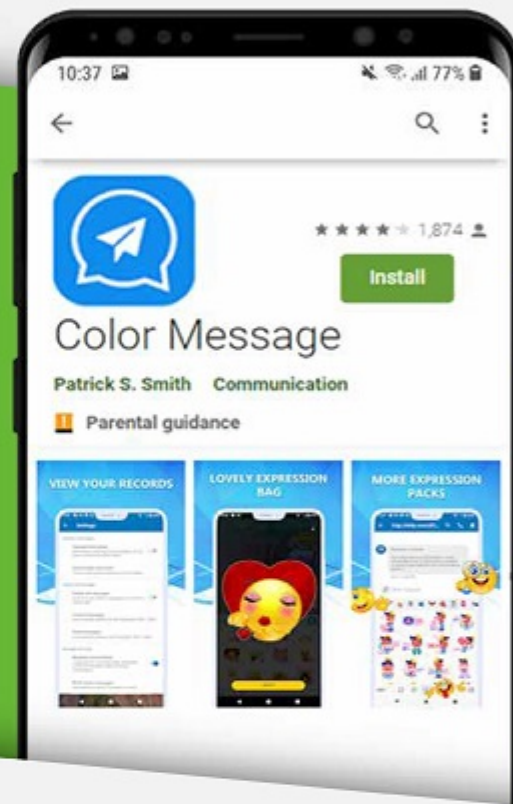 10:37
77%
1,874
Install
Color Message
Patrick S. Smith Communication
Parental guidance
VIEW YOUR RECORDS
LOVELY EXPRESSION
BAG
MORE EXPRESSION
PACKS
Settings